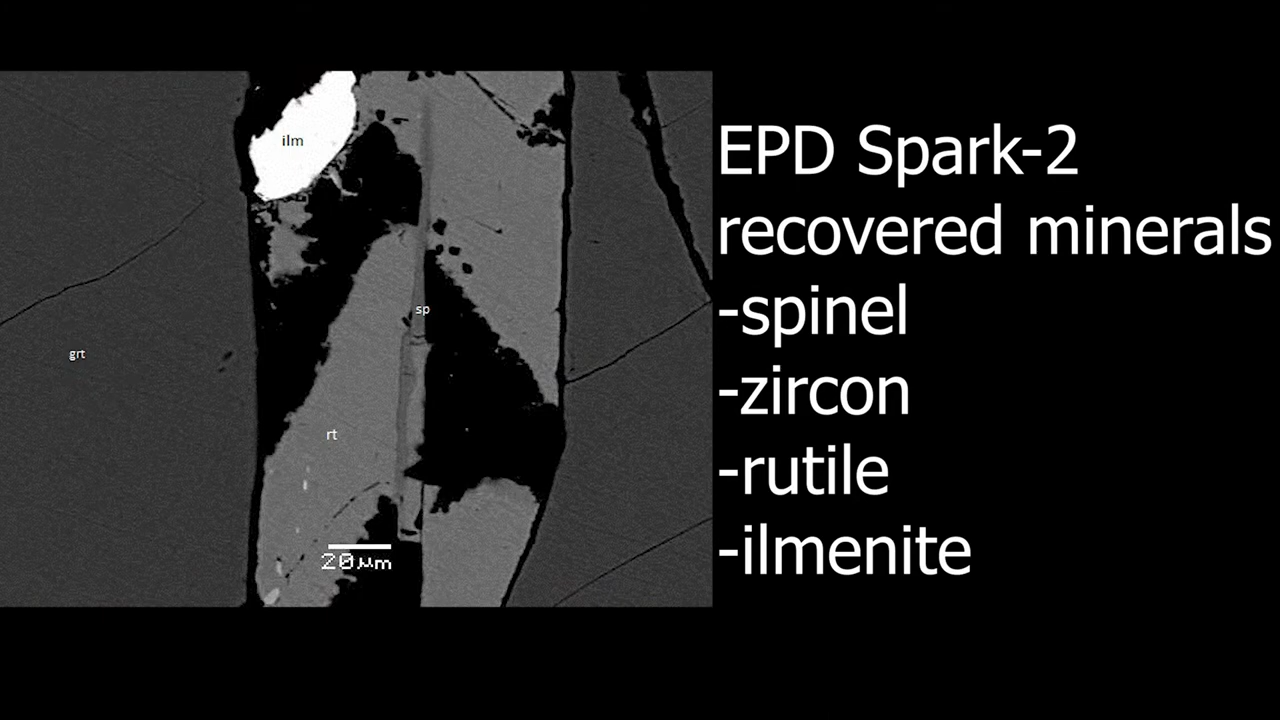 ilm
sp
grt
rt
20μm
EPD Spark-2
recovered minerals
-spinel
-zircon
-rutile
-ilmenite